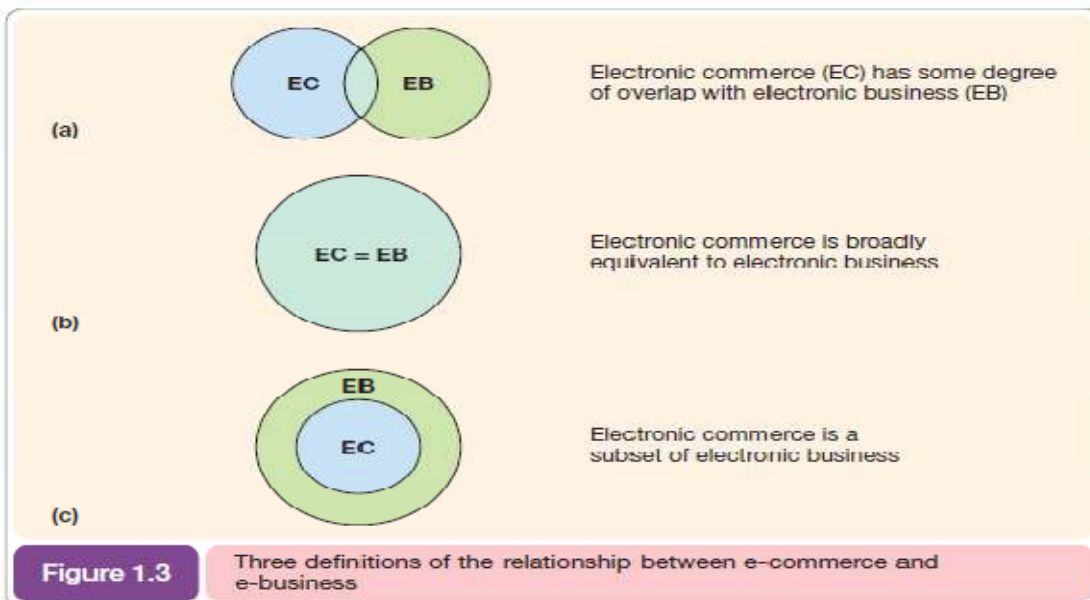 EC
EB
Electronic commerce (EC) has some degree
of overlap with electronic business (EB)
(a)
EC = EB
Electronic commerce is broadly
equivalent to electronic business
(b)
EB
EC
Electronic commerce is a
subset of electronic business
(c)
Figure 1.3
Three definitions of the relationship between e-commerce and
e-business